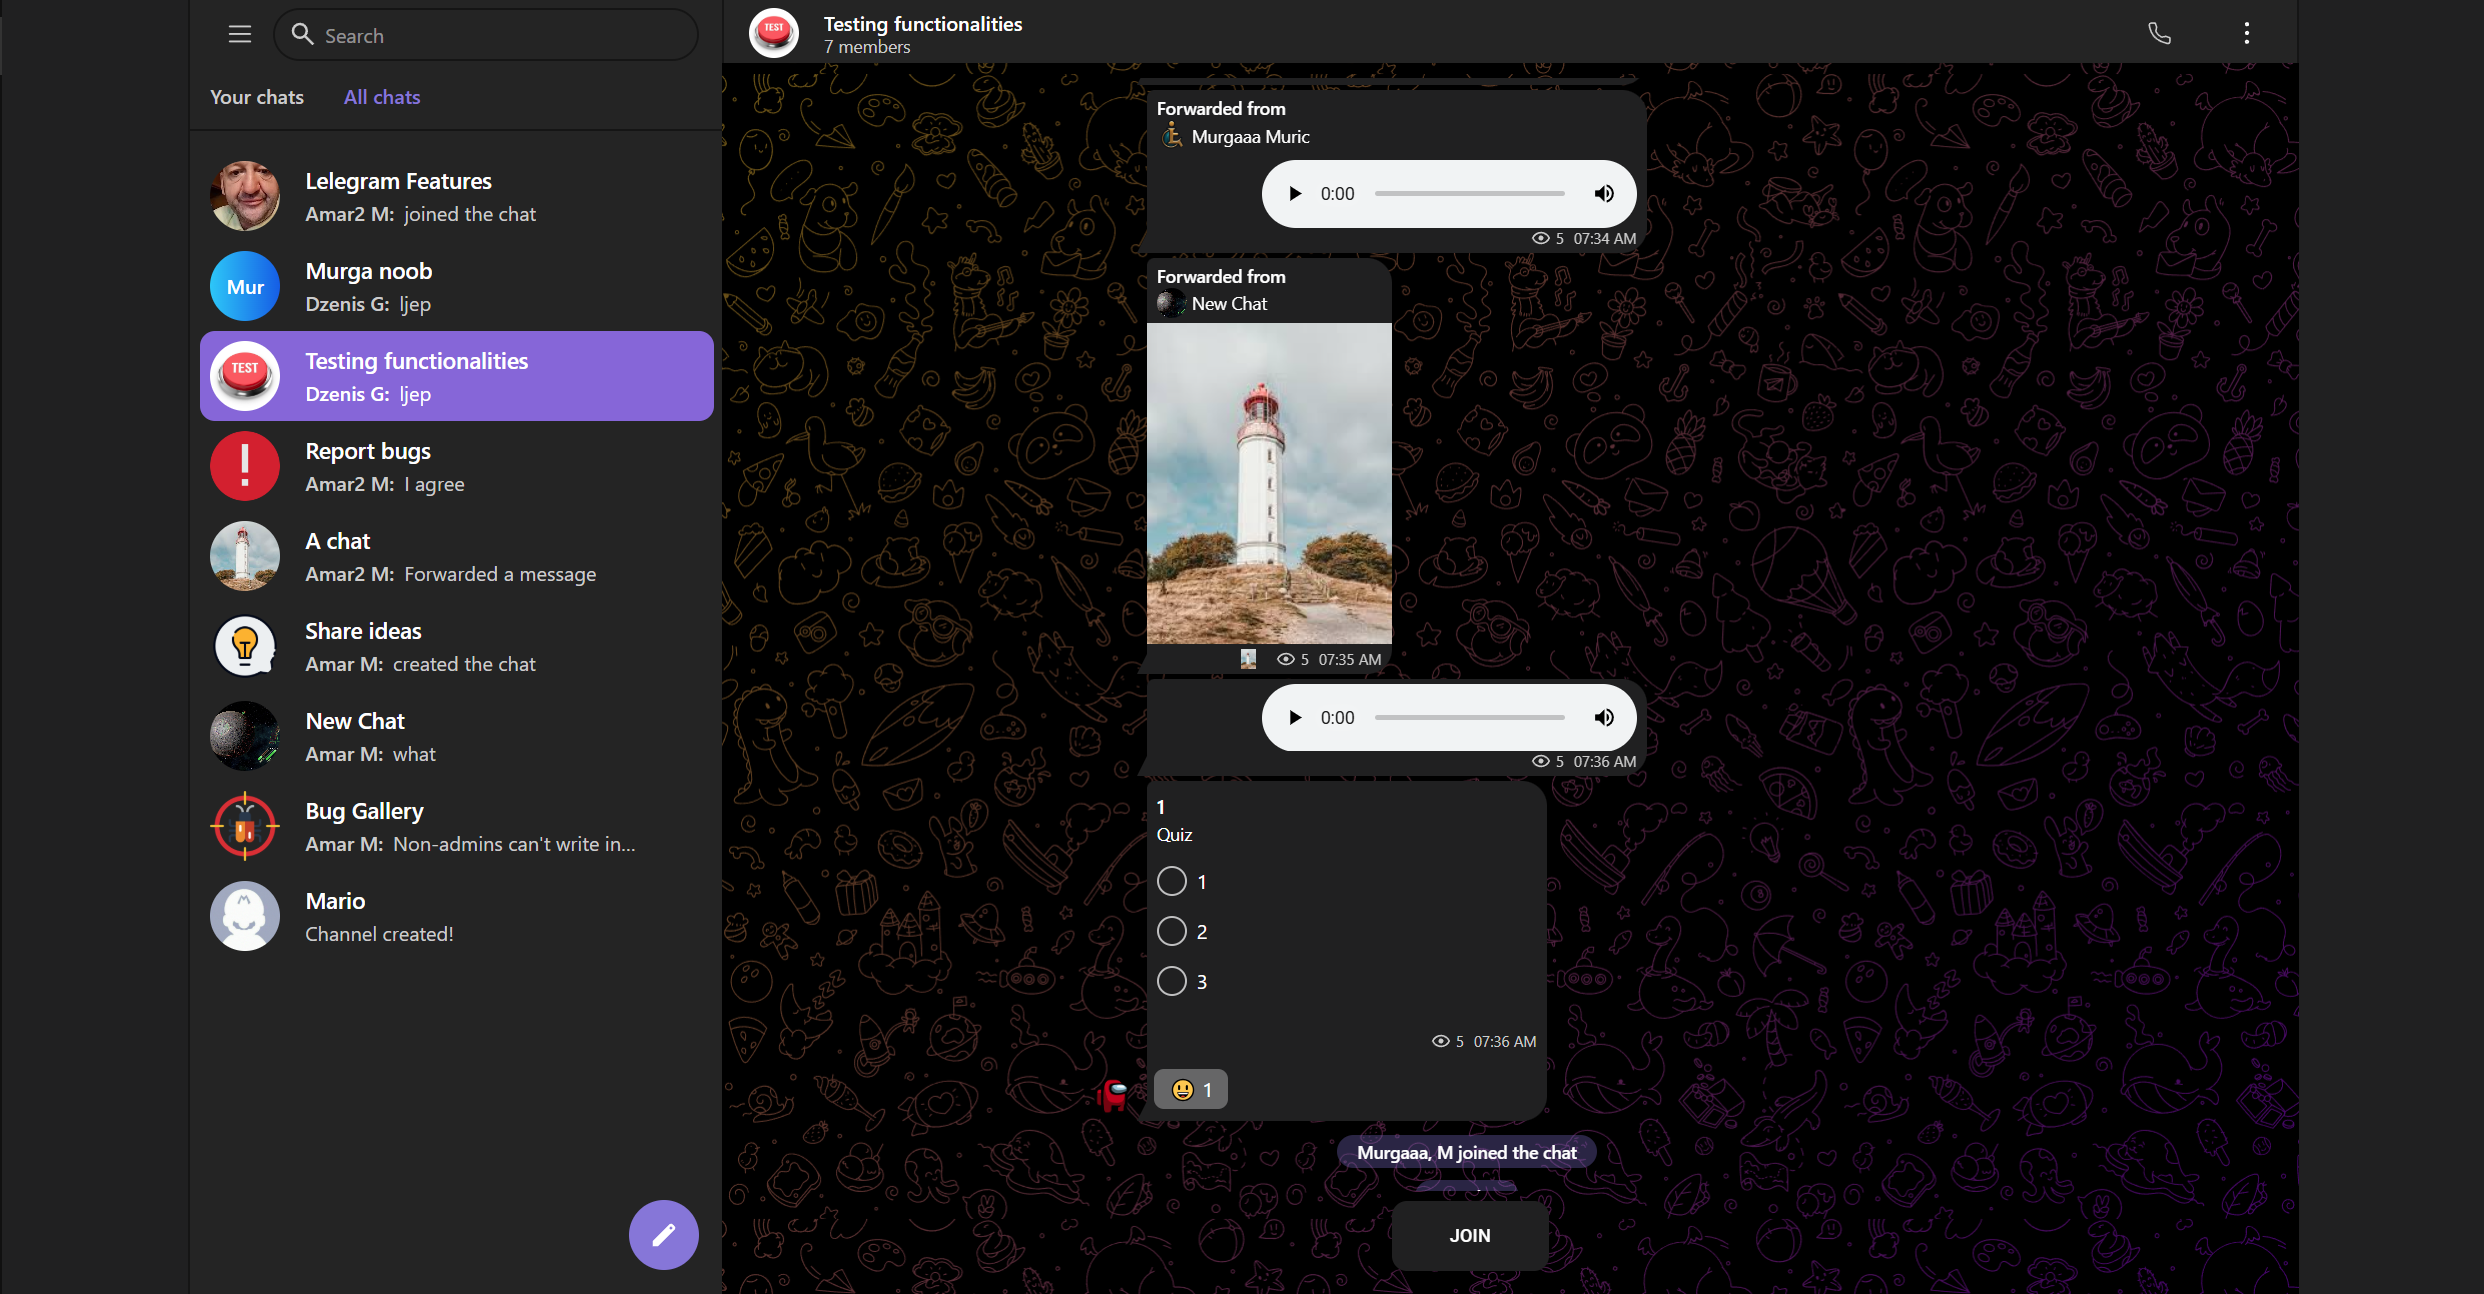 Search
Your chats
All chats
Lelegram Features
Amar2 M: joined the chat
Mur
Murga noob
Dzenis G: ljep
TEST
Testing functionalities
Dzenis G: ljep
!
Report bugs
Amar2 M: I agree
A chat
Amar2 M: Forwarded a message
Share ideas
Amar M: created the chat
New Chat
Amar M: what
Bug Gallery
Amar M: Non-admins can't write in...
Mario
Channel created!
TEST
Testing functionalities
7 members
Forwarded from
Murgaaa Muric
0:00
5 07:34 AM
Forwarded from
New Chat
5 07:35 AM
0:00
5 07:36 AM
1
Quiz
1
2
3
5 07:36 AM
1
Murgaaa, M joined the chat
JOIN